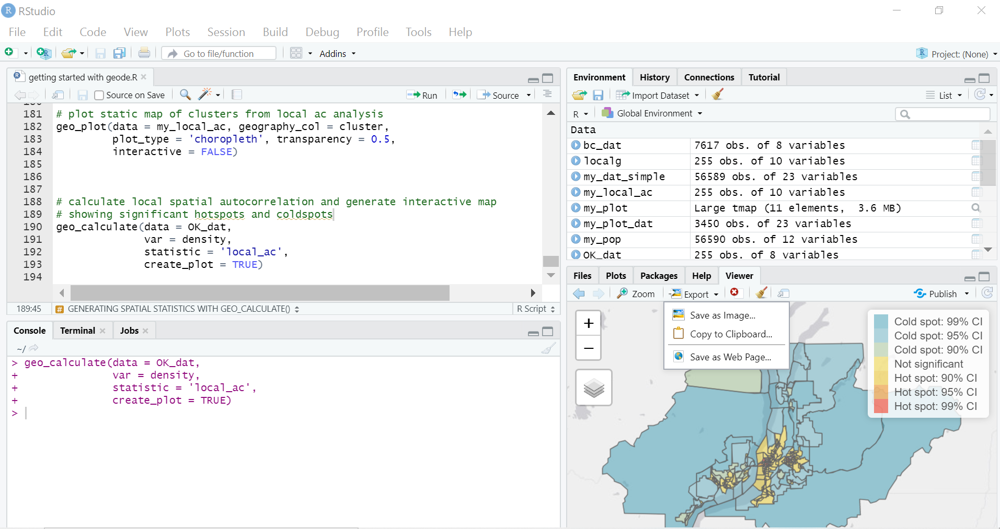 RStudio
File Edit Code View Plots Session Build Debug Profile Tools Help
Go to file/function Addins Project: (None)
getting started with geode.R
Source on Save Run Source
181 # plot static map of clusters from local ac analysis
182 geo_plot(data = my_local_ac, geography_col = cluster,
183 plot_type = 'choropleth', transparency = 0.5,
184 interactive = FALSE)
185
186
187
188 # calculate local spatial autocorrelation and generate interactive map
189 # showing significant hotspots and coldspots
190 geo_calculate(data = OK_dat,
191 var = density,
192 statistic = 'local_ac',
193 create_plot = TRUE)
194
189:45 # GENERATING SPATIAL STATISTICS WITH GEO_CALCULATE() R Script
Console Terminal Jobs
~/
> geo_calculate(data = OK_dat,
+ var = density,
+ statistic = 'local_ac',
+ create_plot = TRUE)
>
Environment History Connections Tutorial
Import Dataset List
R Global Environment
Data
bc_dat 7617 obs. of 8 variables
localg 255 obs. of 10 variables
my_dat_simple 56589 obs. of 23 variables
my_local_ac 255 obs. of 10 variables
my_plot Large tmap (11 elements, 3.6 MB)
my_plot_dat 3450 obs. of 23 variables
my_pop 56590 obs. of 12 variables
OK_dat 255 obs. of 8 variables
Files Plots Packages Help Viewer
Zoom Export Publish
Save as Image...
Copy to Clipboard...
Save as Web Page...
+
−
Cold spot: 99% CI
Cold spot: 95% CI
Cold spot: 90% CI
Not significant
Hot spot: 90% CI
Hot spot: 95% CI
Hot spot: 99% CI